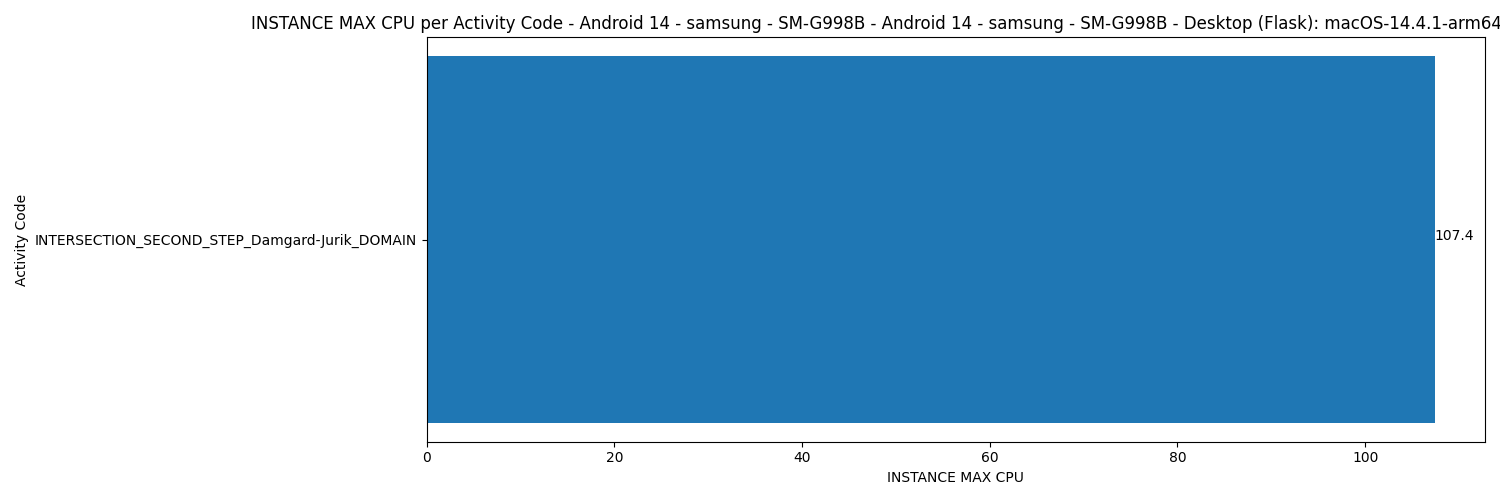 INSTANCE MAX CPU per Activity Code - Android 14 - samsung - SM-G998B - Android 14 - samsung - SM-G998B - Desktop (Flask): macOS-14.4.1-arm64
Activity Code
INTERSECTION_SECOND_STEP_Damgard-Jurik_DOMAIN
107.4
0 20 40 60 80 100
INSTANCE MAX CPU